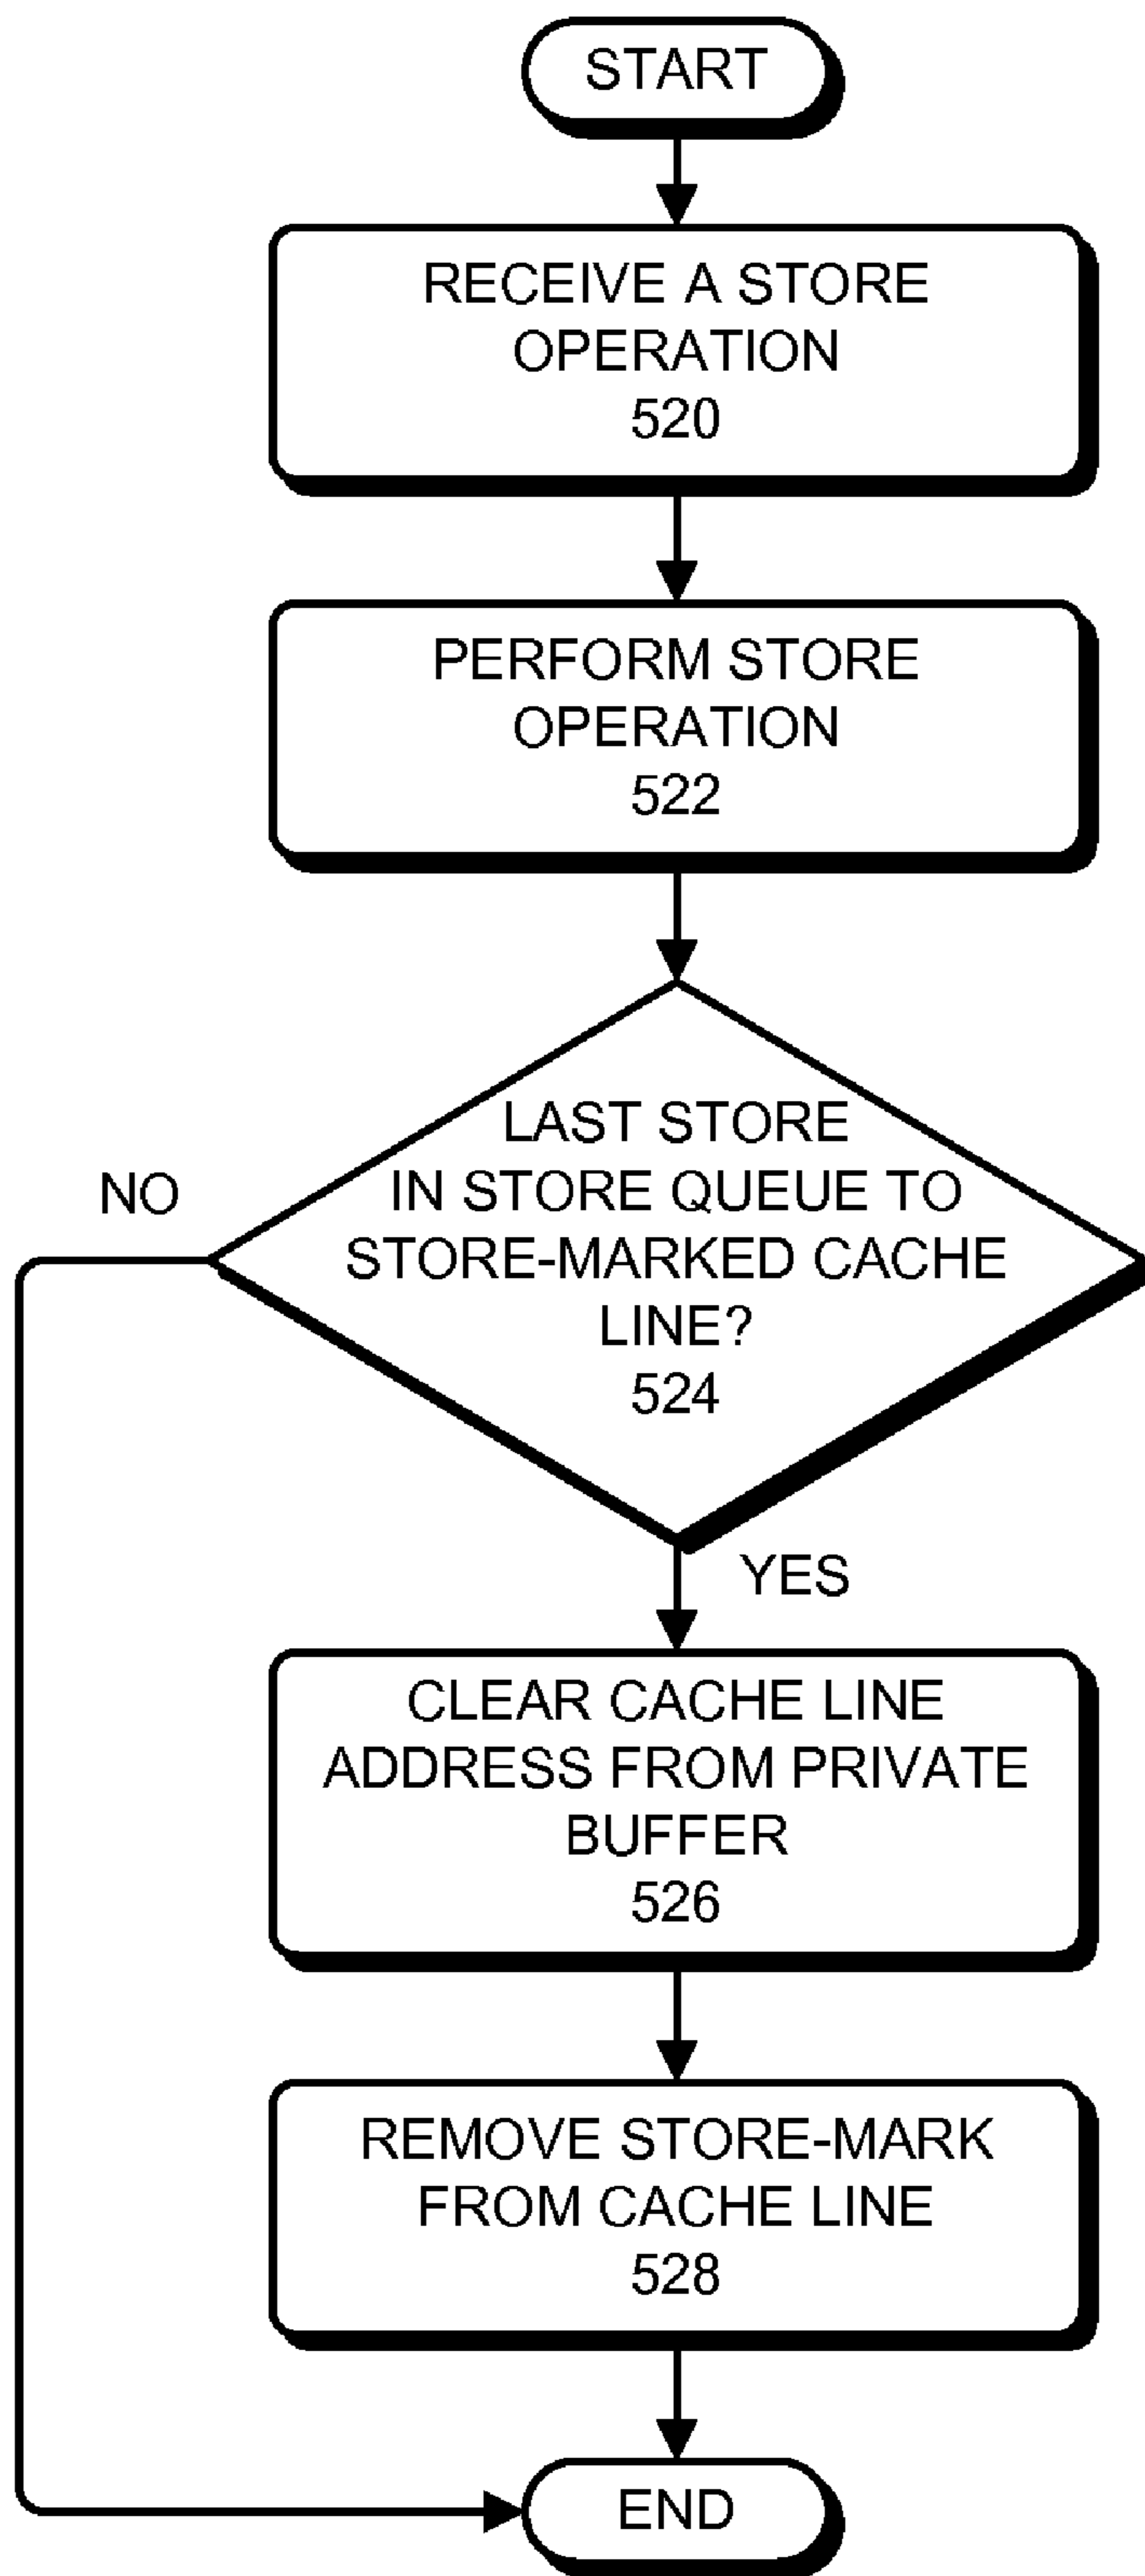 START
RECEIVE A STORE
OPERATION
520
PERFORM STORE
OPERATION
522
LAST STORE
IN STORE QUEUE TO
STORE-MARKED CACHE
LINE?
524
NO
YES
CLEAR CACHE LINE
ADDRESS FROM PRIVATE
BUFFER
526
REMOVE STORE-MARK
FROM CACHE LINE
528
END